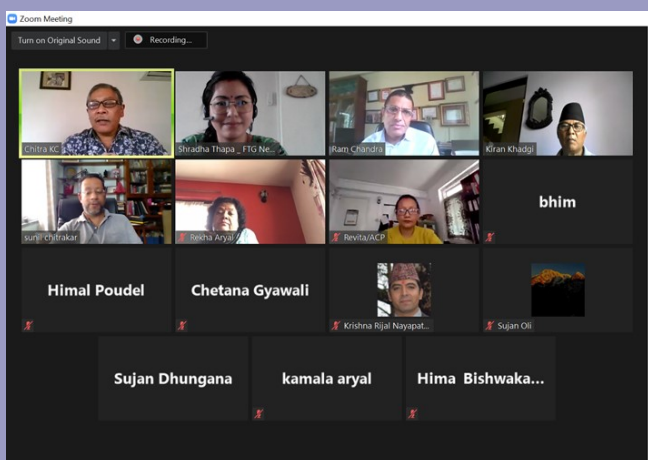 Zoom Meeting
Turn on Original Sound
Recording...
Chitra KC
Shradha Thapa _ FTG Ne...
Ram Chandra
Kiran Khadgi
sunil chitrakar
Rekha Aryal
Revita/ACP
bhim
Himal Poudel
Chetana Gyawali
Krishna Rijal Nayapat...
Sujan Oli
Sujan Dhungana
kamala aryal
Hima Bishwaka...